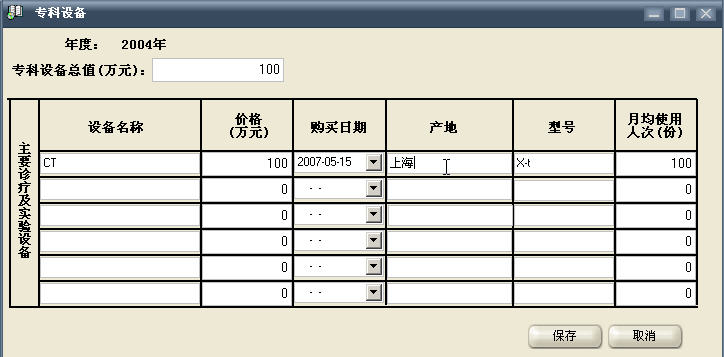 专科设备
年度： 2004年
专科设备总值(万元)： 100
主要诊疗及实验设备
设备名称 价格(万元) 购买日期 产地 型号 月均使用人次(份)
CT 100 2007-05-15 上海 X-t 100
0 - - 0
0 - - 0
0 - - 0
0 - - 0
0 - - 0
保存 取消